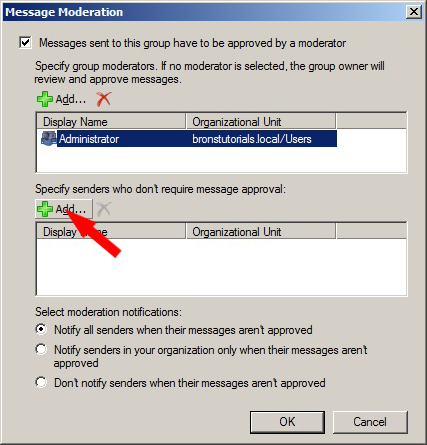 Message Moderation
Messages sent to this group have to be approved by a moderator
Specify group moderators. If no moderator is selected, the group owner will
review and approve messages.
Add...
Display Name Organizational Unit
Administrator bronstutorials.local/Users
Specify senders who don't require message approval:
Add...
Display Organizational Unit
Select moderation notifications:
Notify all senders when their messages aren't approved
Notify senders in your organization only when their messages aren't
approved
Don't notify senders when their messages aren't approved
OK Cancel